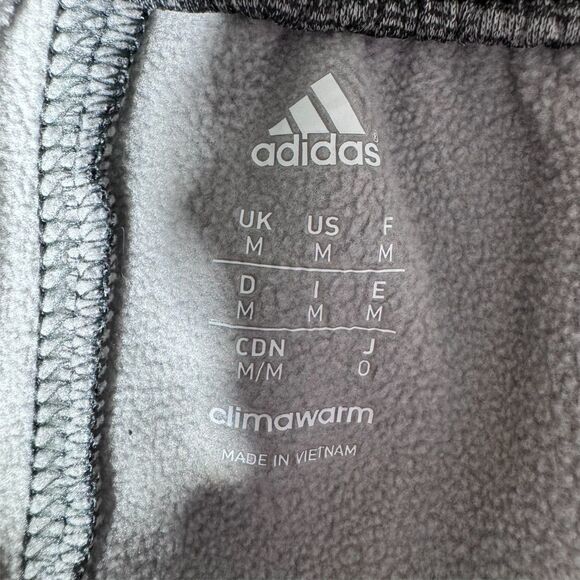 adidas®
UK US F
M M M
D I E
M M M
CDN J
M/M O
climawarm
MADE IN VIETNAM